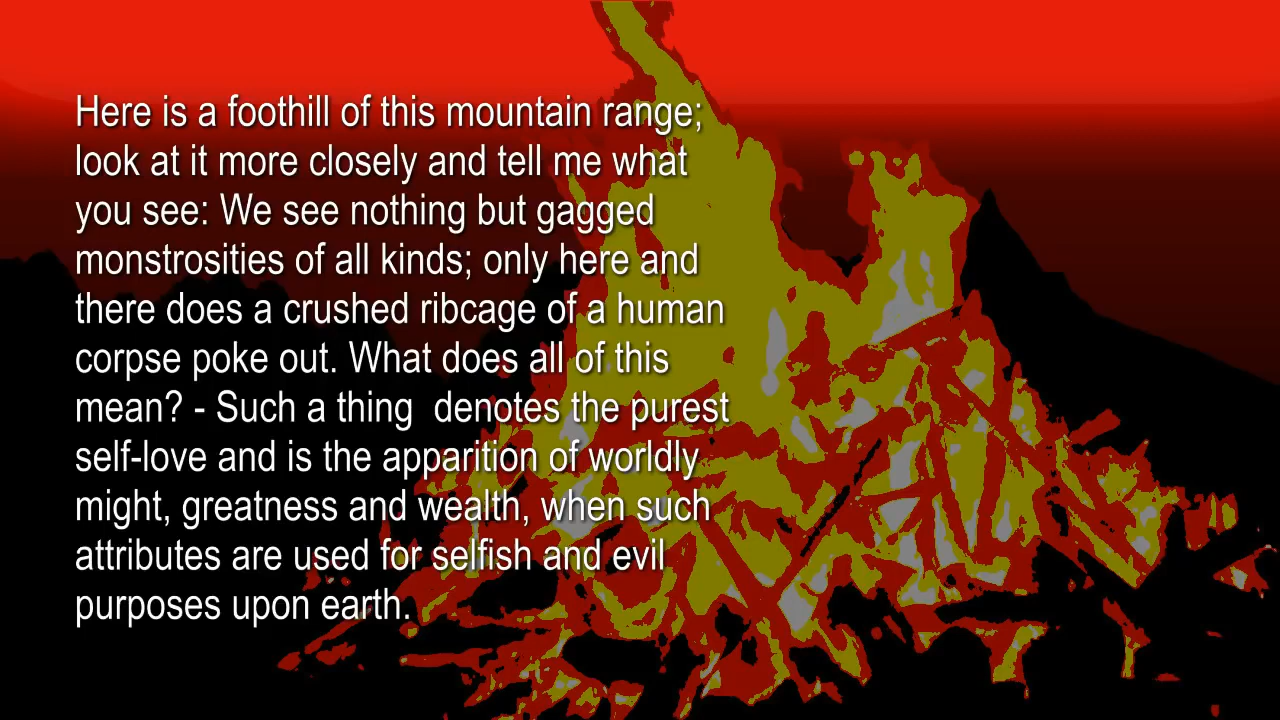 Here is a foothill of this mountain range;
look at it more closely and tell me what
you see: We see nothing but gagged
monstrosities of all kinds; only here and
there does a crushed ribcage of a human
corpse poke out. What does all of this
mean? - Such a thing  denotes the purest
self-love and is the apparition of worldly
might, greatness and wealth, when such
attributes are used for selfish and evil
purposes upon earth.